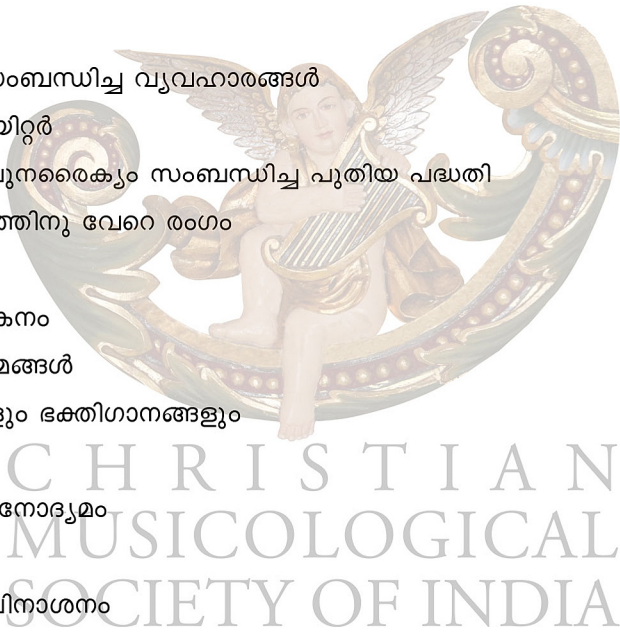 സംബന്ധിച്ച വ്യവഹാരങ്ങൾ
യിറ്റർ
പുനരൈക്യം സംബന്ധിച്ച പുതിയ പദ്ധതി
ത്തിനു വേറെ രംഗം
കനം
മങ്ങൾ
ളും ഭക്തിഗാനങ്ങളും
CHRISTIAN
നോദ്യമം
MUSICOLOGICAL
വിനാശനം
SOCIETY OF INDIA